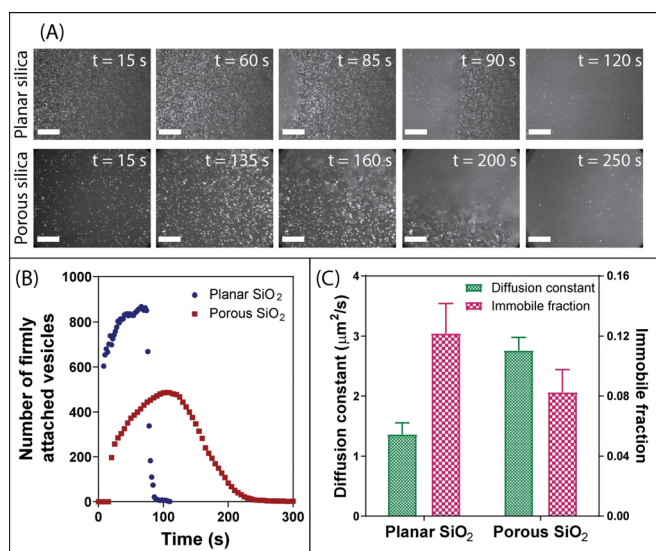 (A)
Planar silica
t = 15 s
t = 60 s
t = 85 s
t = 90 s
t = 120 s
Porous silica
t = 15 s
t = 135 s
t = 160 s
t = 200 s
t = 250 s
(B)
Number of firmly
attached vesicles
1000
800
600
400
200
0
Planar SiO₂
Porous SiO₂
0
100
200
300
Time (s)
(C)
Diffusion constant (μm²/s)
4
3
2
1
0
Diffusion constant
Immobile fraction
0.16
0.12
0.08
0.04
0.00
Immobile
fraction
Planar SiO₂
Porous SiO₂